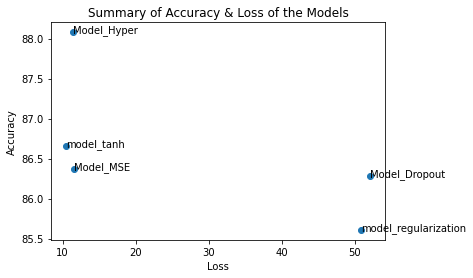 Summary of Accuracy & Loss of the Models
88.0
87.5
87.0
86.5
86.0
85.5
Accuracy
Model_Hyper
model_tanh
Model_MSE
Model_Dropout
model_regularization
10
20
30
40
50
Loss